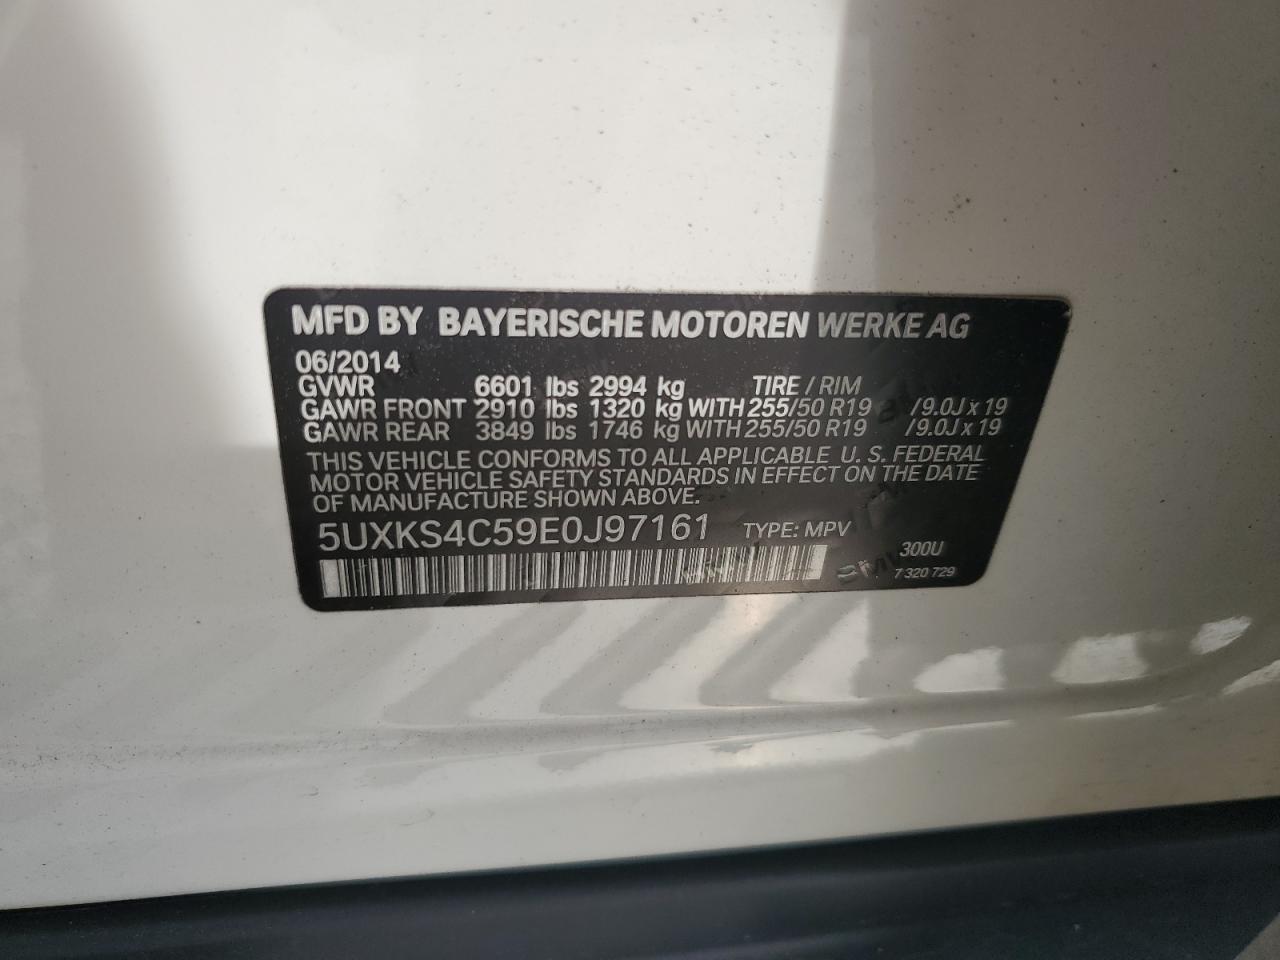 MFD BY BAYERISCHE MOTOREN WERKE AG
06/2014
GVWR 6601 lbs 2994 kg TIRE / RIM
GAWR FRONT 2910 lbs 1320 kg WITH 255/50 R19 /9.0J x 19
GAWR REAR 3849 lbs 1746 kg WITH 255/50 R19 /9.0J x 19
THIS VEHICLE CONFORMS TO ALL APPLICABLE U. S. FEDERAL
MOTOR VEHICLE SAFETY STANDARDS IN EFFECT ON THE DATE
OF MANUFACTURE SHOWN ABOVE.
5UXKS4C59E0J97161 TYPE: MPV
300U
7 320 729